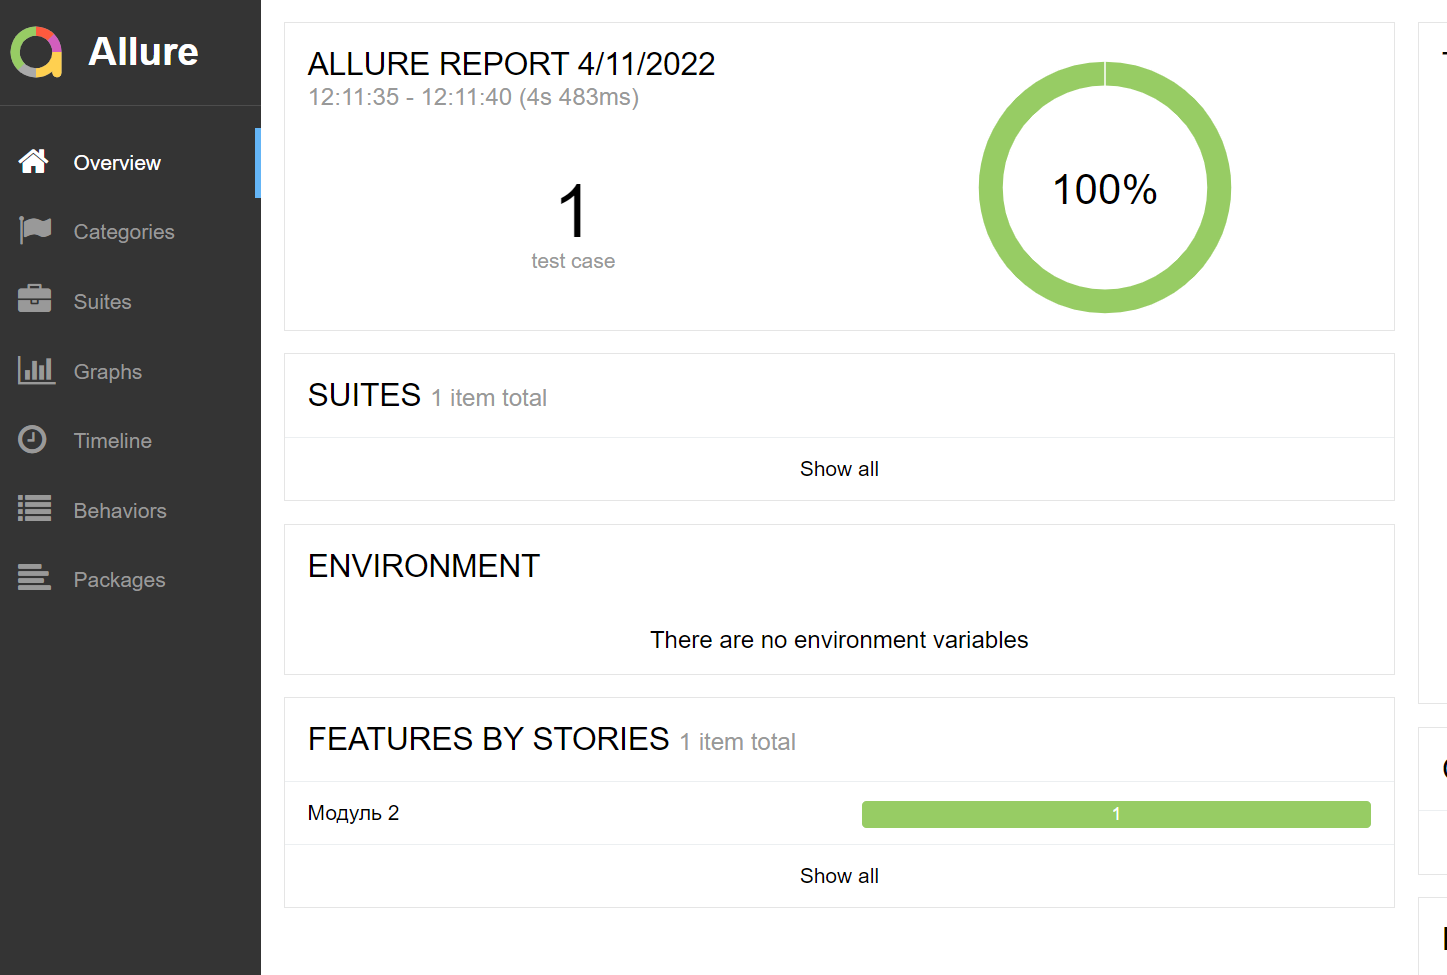 Allure
Overview
Categories
Suites
Graphs
Timeline
Behaviors
Packages
ALLURE REPORT 4/11/2022
12:11:35 - 12:11:40 (4s 483ms)
1
test case
100%
SUITES 1 item total
Show all
ENVIRONMENT
There are no environment variables
FEATURES BY STORIES 1 item total
Модуль 2 1
Show all